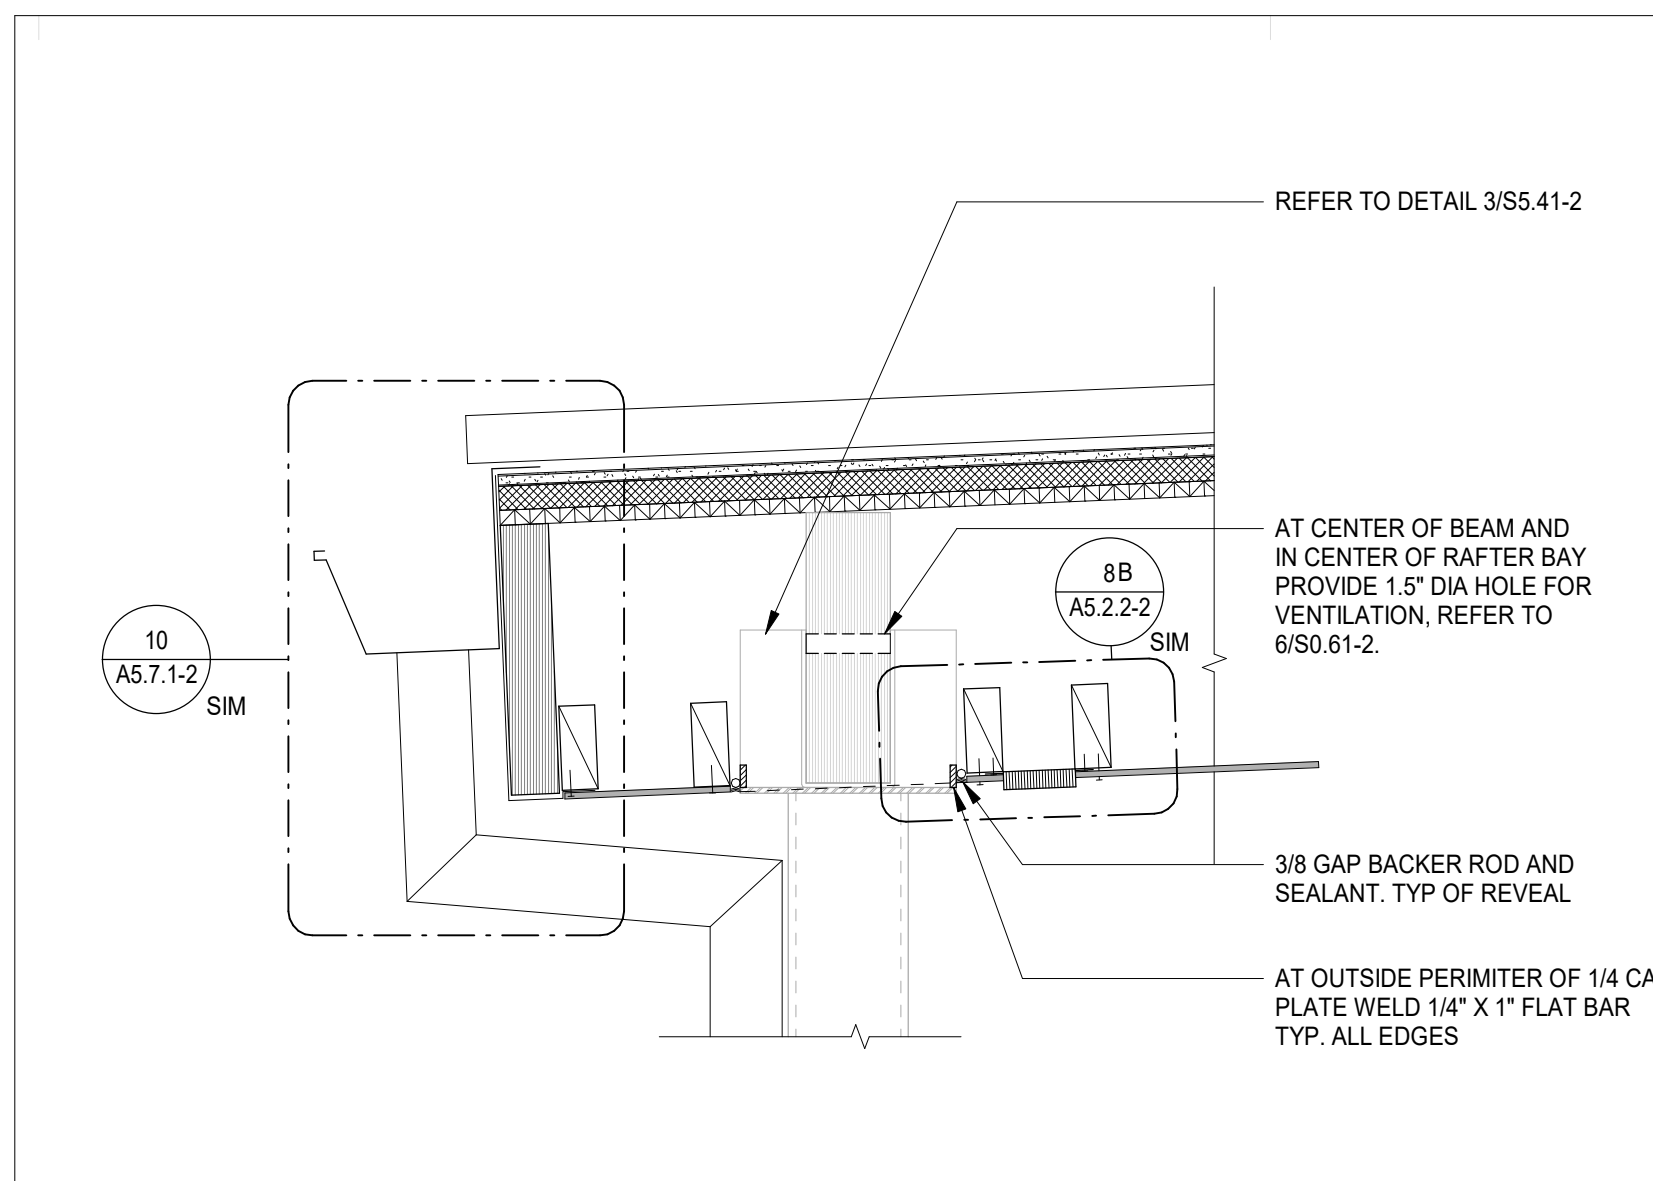 REFER TO DETAIL 3/S5.41-2
AT CENTER OF BEAM AND
IN CENTER OF RAFTER BAY
PROVIDE 1.5" DIA HOLE FOR
VENTILATION, REFER TO
6/S0.61-2.
8B
A5.2.2-2
SIM
10
A5.7.1-2
SIM
3/8 GAP BACKER ROD AND
SEALANT. TYP OF REVEAL
AT OUTSIDE PERIMITER OF 1/4
PLATE WELD 1/4" X 1" FLAT BAR
TYP. ALL EDGES